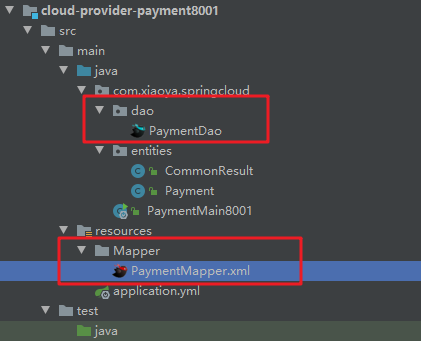 cloud-provider-payment8001
src
main
java
com.xiaoya.springcloud
dao
PaymentDao
entities
CommonResult
Payment
PaymentMain8001
resources
Mapper
PaymentMapper.xml
application.yml
test
java